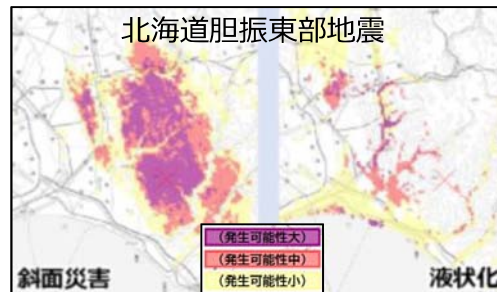 北海道胆振東部地震
(発生可能性大)
(発生可能性中)
(発生可能性小)
斜面災害
液状化